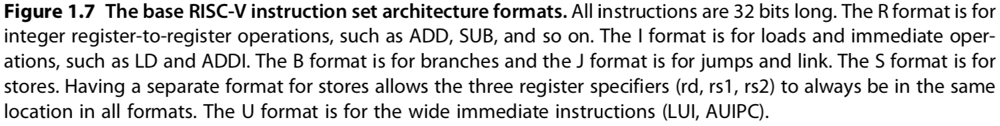 Figure 1.7 The base RISC-V instruction set architecture formats. All instructions are 32 bits long. The R format is for
integer register-to-register operations, such as ADD, SUB, and so on. The I format is for loads and immediate oper-
ations, such as LD and ADDI. The B format is for branches and the J format is for jumps and link. The S format is for
stores. Having a separate format for stores allows the three register specifiers (rd, rs1, rs2) to always be in the same
location in all formats. The U format is for the wide immediate instructions (LUI, AUIPC).